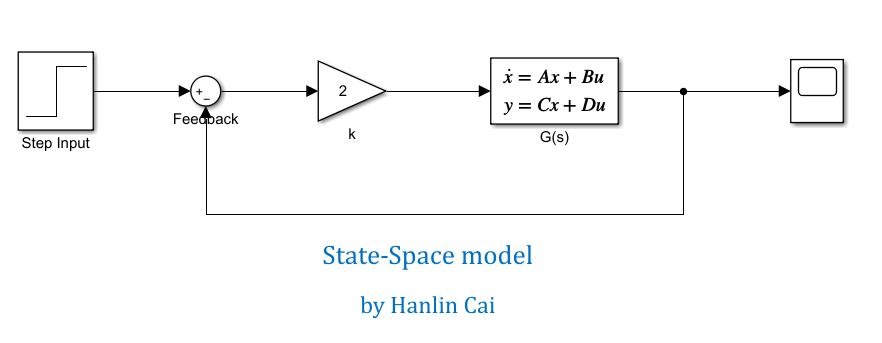 +
−
2
ẋ = Ax + Bu
y = Cx + Du
Feedback
Step Input
k
G(s)
State-Space model
by Hanlin Cai